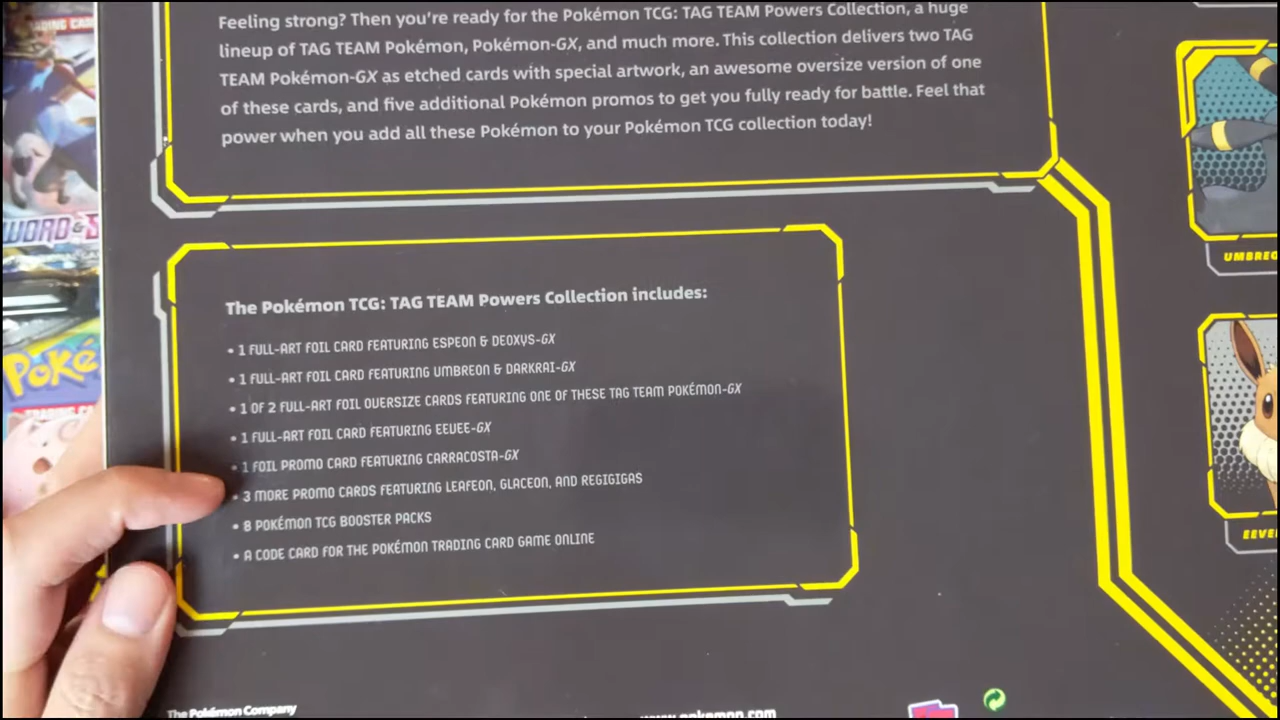 Feeling strong? Then you're ready for the Pokémon TCG: TAG TEAM Powers Collection, a huge
lineup of TAG TEAM Pokémon, Pokémon-GX, and much more. This collection delivers two TAG
TEAM Pokémon-GX as etched cards with special artwork, an awesome oversize version of one
of these cards, and five additional Pokémon promos to get you fully ready for battle. Feel that
power when you add all these Pokémon to your Pokémon TCG collection today!
The Pokémon TCG: TAG TEAM Powers Collection includes:
• 1 FULL-ART FOIL CARD FEATURING ESPEON & DEOXYS-GX
• 1 FULL-ART FOIL CARD FEATURING UMBREON & DARKRAI-GX
• 1 OF 2 FULL-ART FOIL OVERSIZE CARDS FEATURING ONE OF THESE TAG TEAM POKÉMON-GX
• 1 FULL-ART FOIL CARD FEATURING EEVEE-GX
• 1 FOIL PROMO CARD FEATURING CARRACOSTA-GX
• 3 MORE PROMO CARDS FEATURING LEAFEON, GLACEON, AND REGIGIGAS
• 8 POKÉMON TCG BOOSTER PACKS
• A CODE CARD FOR THE POKÉMON TRADING CARD GAME ONLINE
The Pokémon Company
www.pokemon.com
UMBREO
EEVE
WORD & S
Poké